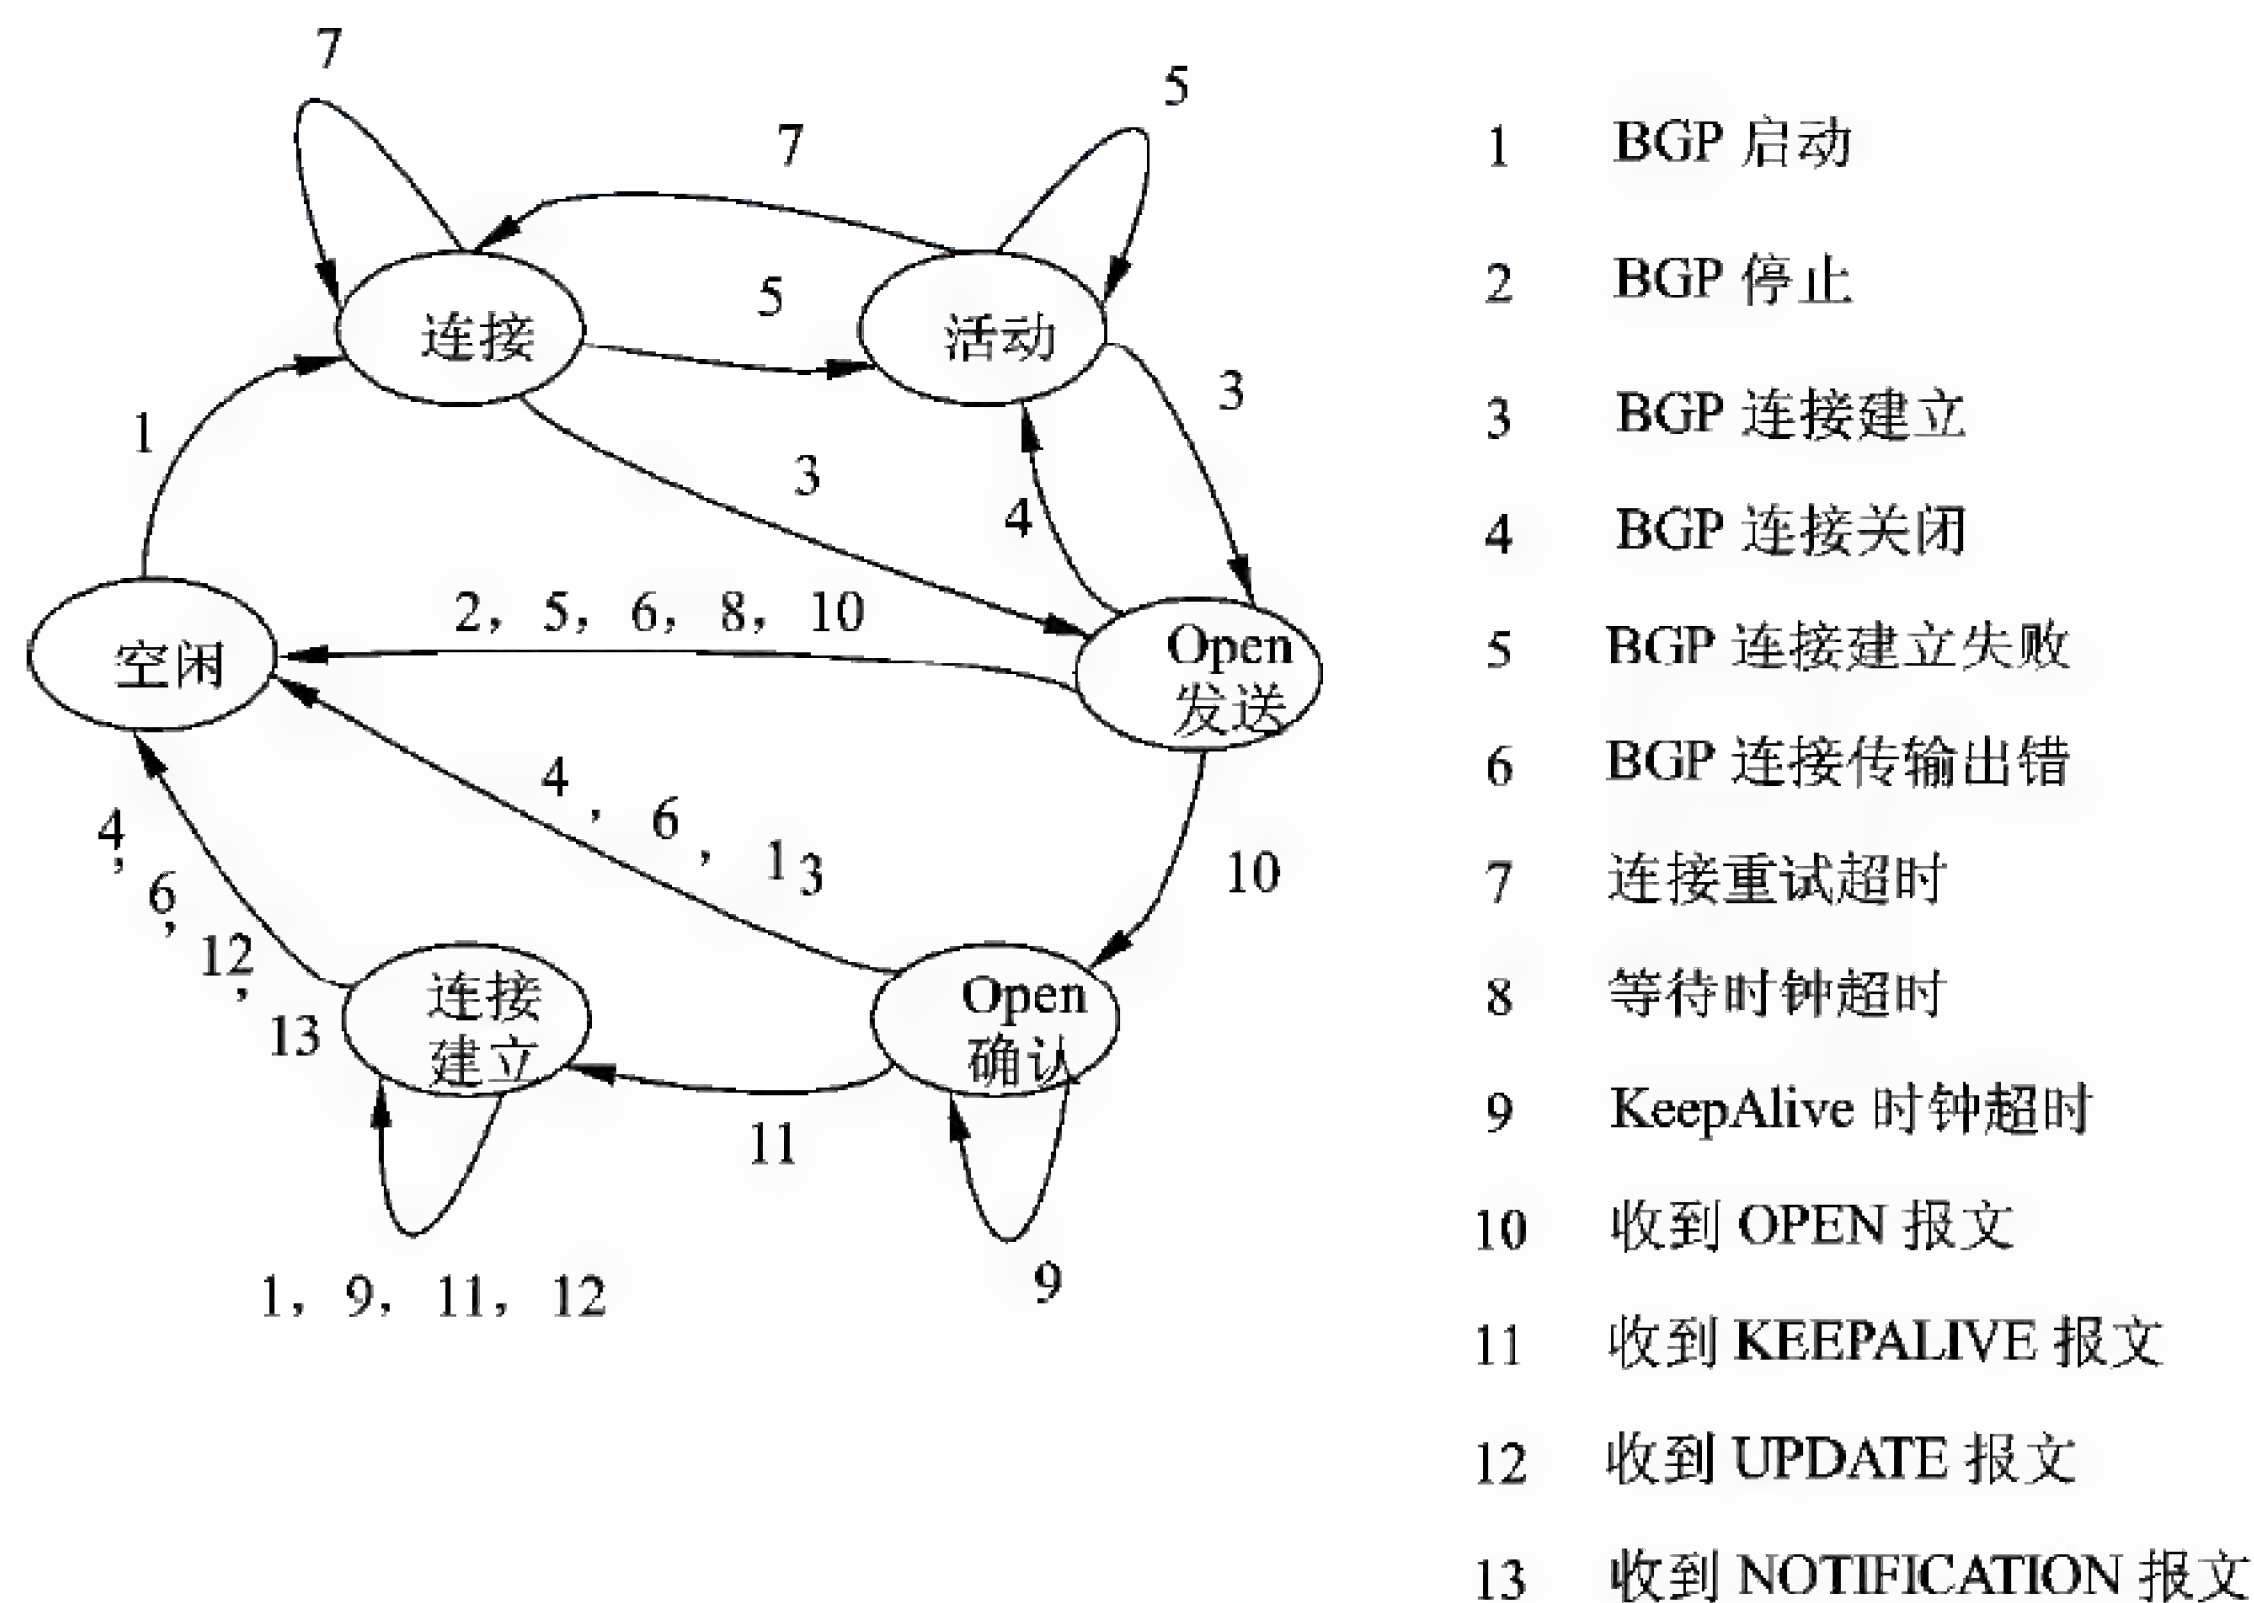 7
5
7
连接
5
活动
3
1
3
4
2, 5, 6, 8, 10
空闲
Open
发送
4, 6, 13
10
4, 6, 12, 13
连接
建立
Open
确认
11
1, 9, 11, 12
9
1 BGP 启动
2 BGP 停止
3 BGP 连接建立
4 BGP 连接关闭
5 BGP 连接建立失败
6 BGP 连接传输出错
7 连接重试超时
8 等待时钟超时
9 KeepAlive 时钟超时
10 收到 OPEN 报文
11 收到 KEEPALIVE 报文
12 收到 UPDATE 报文
13 收到 NOTIFICATION 报文